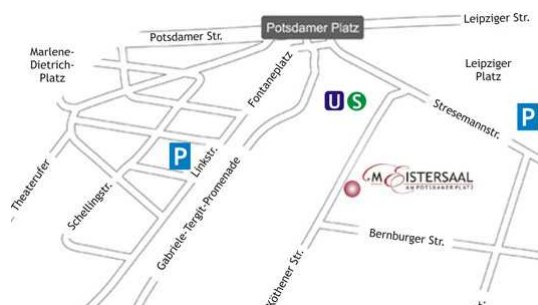 Potsdamer Platz
Leipziger Str.
Potsdamer Str.
Marlene-
Dietrich-
Platz
Leipziger
Platz
Fontaneplatz
U S
Stresemannstr.
P
P
Linkstr.
Theaterufer
Schellingstr.
Gabriele-Tergit-Promenade
MEISTERSAAL
AM POTSDAMER PLATZ
Bernburger Str.
Köthener Str.